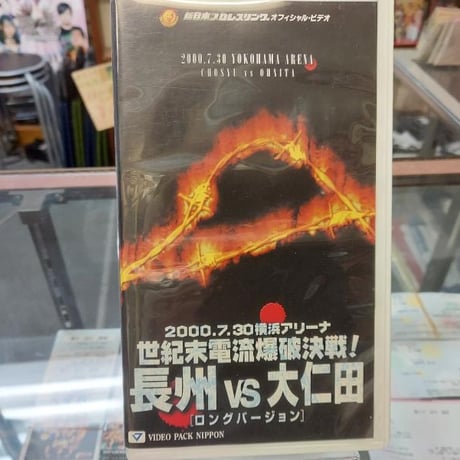 新日本プロレスリング オフィシャル・ビデオ
2000.7.30 YOKOHAMA ARENA
CHOSYU vs OHNITA
2000.7.30横浜アリーナ
世紀末電流爆破決戦!
長州 VS 大仁田
[ロングバージョン]
VIDEO PACK NIPPON